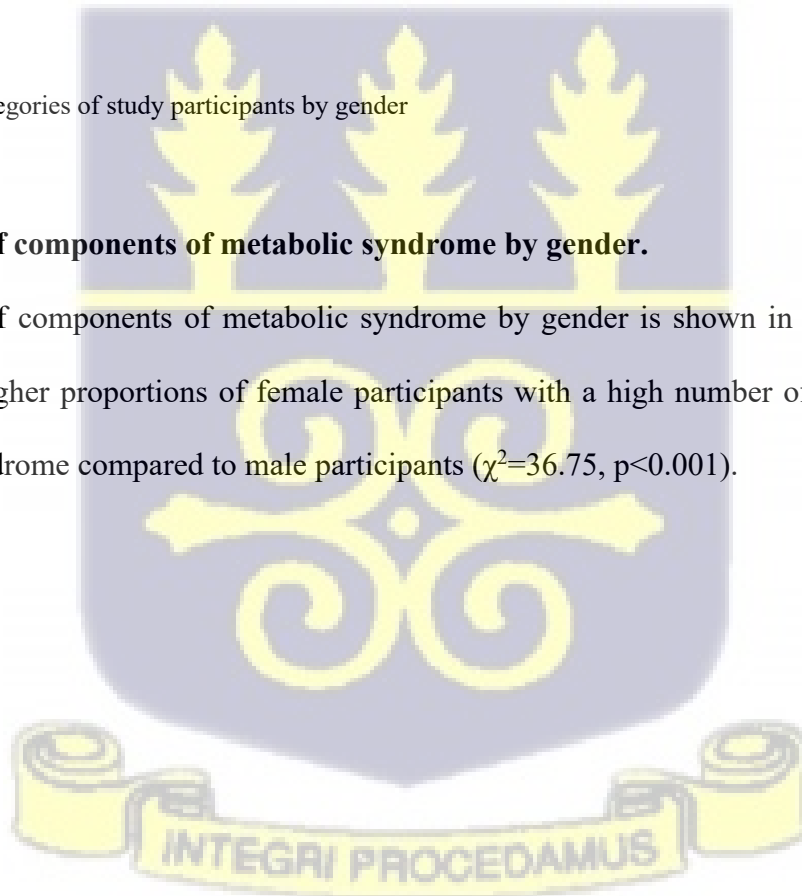 egories of study participants by gender
f components of metabolic syndrome by gender.
f components of metabolic syndrome by gender is shown in
gher proportions of female participants with a high number of
drome compared to male participants (χ²=36.75, p<0.001).
INTEGRI PROCEDAMUS